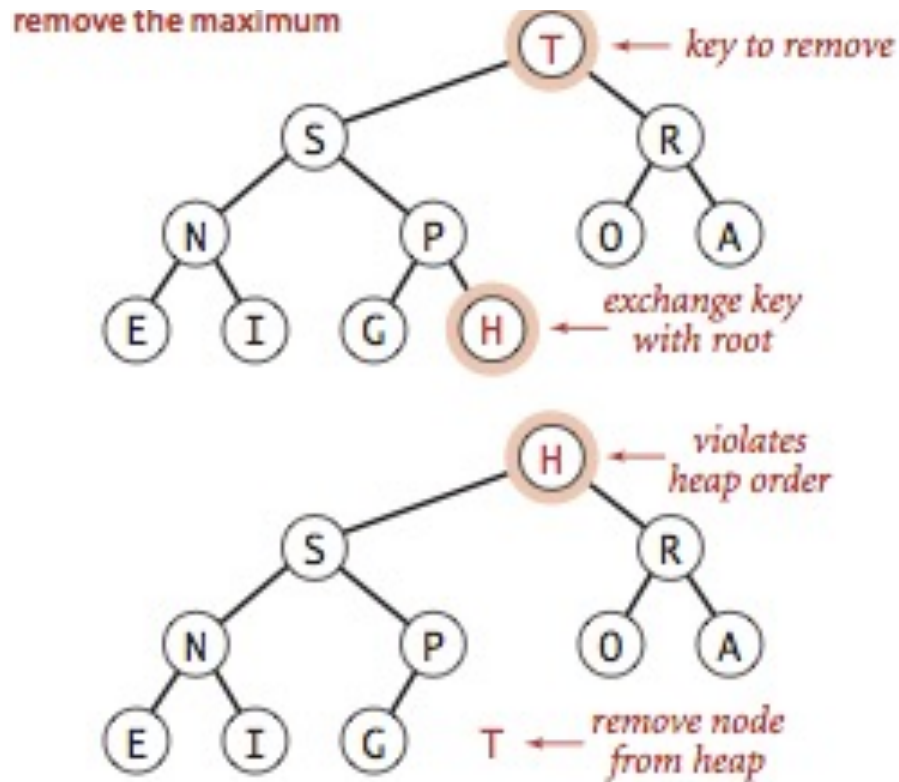 remove the maximum
T
key to remove
S
R
N
P
O
A
exchange key
with root
E
I
G
H
violates
heap order
H
S
R
N
P
O
A
E
I
G
T
remove node
from heap